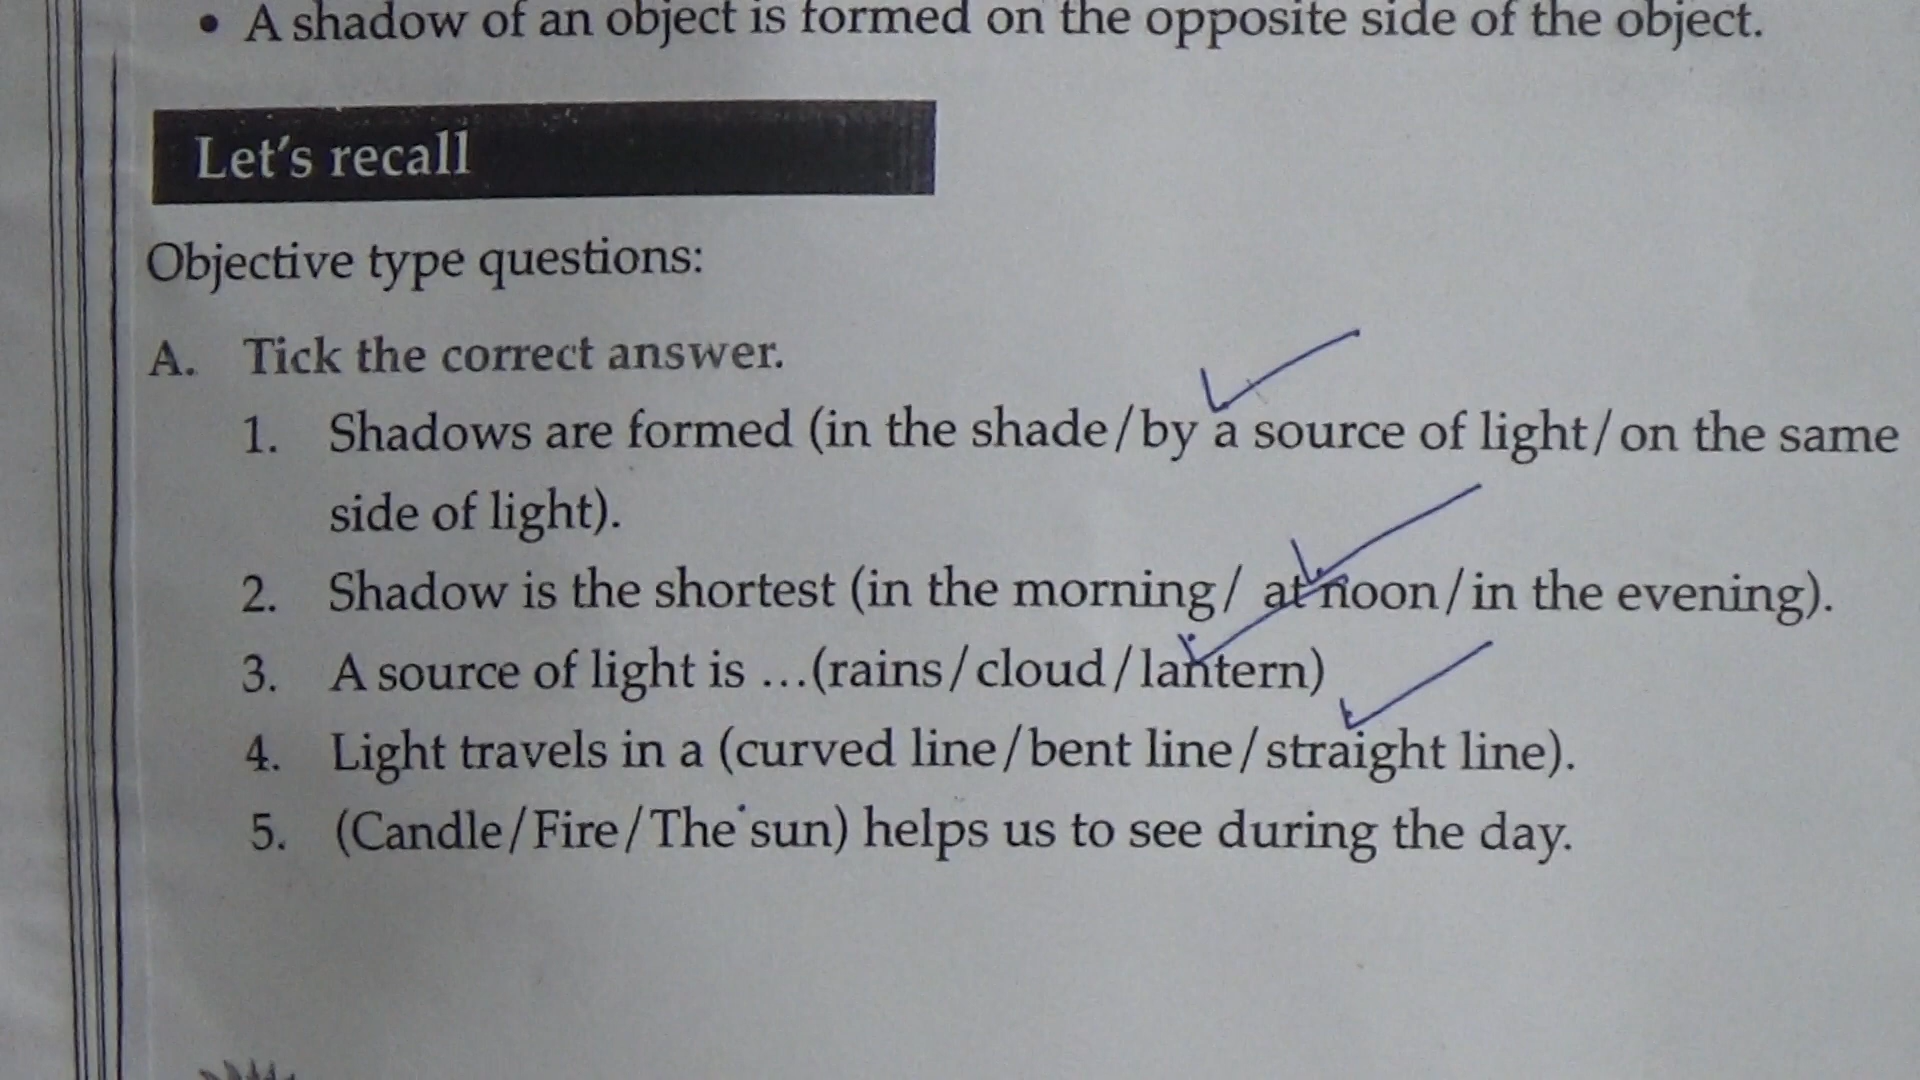 • A shadow of an object is formed on the opposite side of the object.
Let's recall
Objective type questions:
A. Tick the correct answer.
1. Shadows are formed (in the shade/by a source of light/on the same
side of light).
2. Shadow is the shortest (in the morning/ at noon/in the evening).
3. A source of light is ...(rains/cloud/lantern)
4. Light travels in a (curved line/bent line/straight line).
5. (Candle/Fire/The sun) helps us to see during the day.